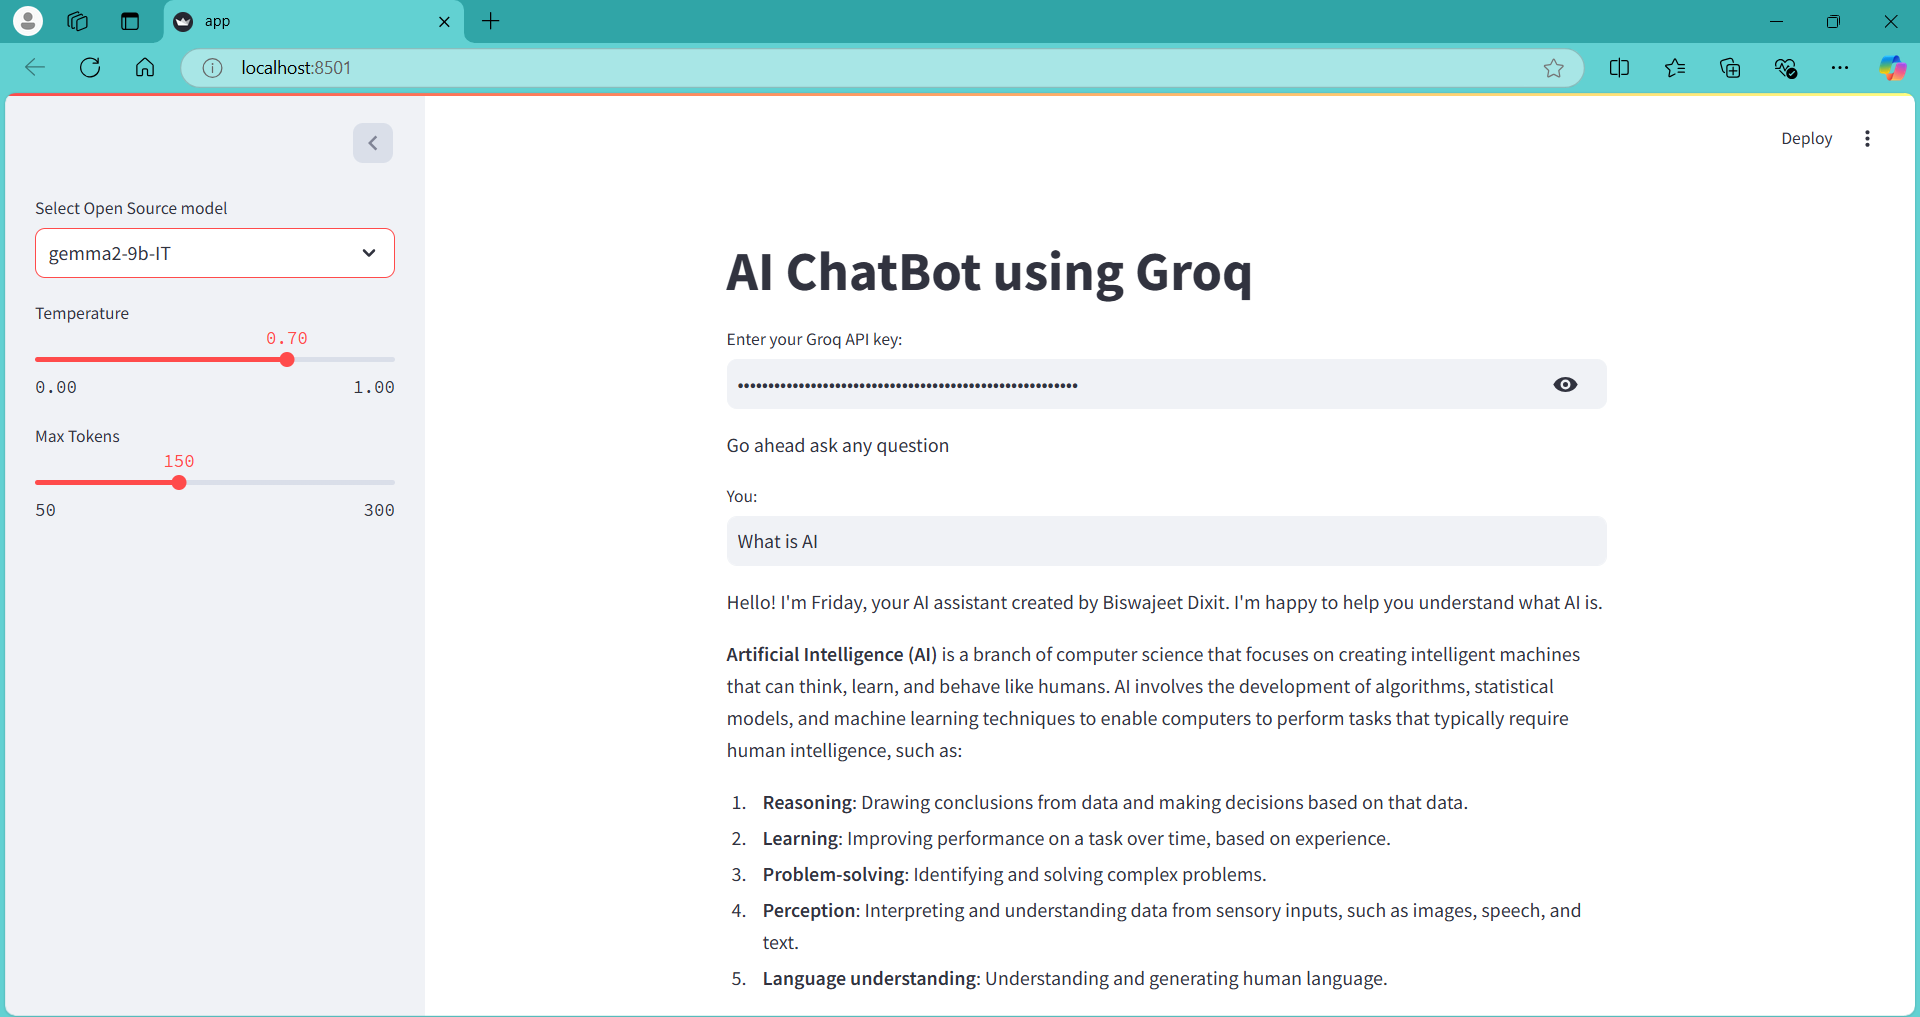 app
localhost:8501
Deploy
Select Open Source model
gemma2-9b-IT
Temperature
0.70
0.00 1.00
Max Tokens
150
50 300
AI ChatBot using Groq
Enter your Groq API key:
••••••••••••••••••••••••••••••••••••••••••••••••••••••••
Go ahead ask any question
You:
What is AI
Hello! I'm Friday, your AI assistant created by Biswajeet Dixit. I'm happy to help you understand what AI is.
Artificial Intelligence (AI) is a branch of computer science that focuses on creating intelligent machines
that can think, learn, and behave like humans. AI involves the development of algorithms, statistical
models, and machine learning techniques to enable computers to perform tasks that typically require
human intelligence, such as:
1. Reasoning: Drawing conclusions from data and making decisions based on that data.
2. Learning: Improving performance on a task over time, based on experience.
3. Problem-solving: Identifying and solving complex problems.
4. Perception: Interpreting and understanding data from sensory inputs, such as images, speech, and
text.
5. Language understanding: Understanding and generating human language.